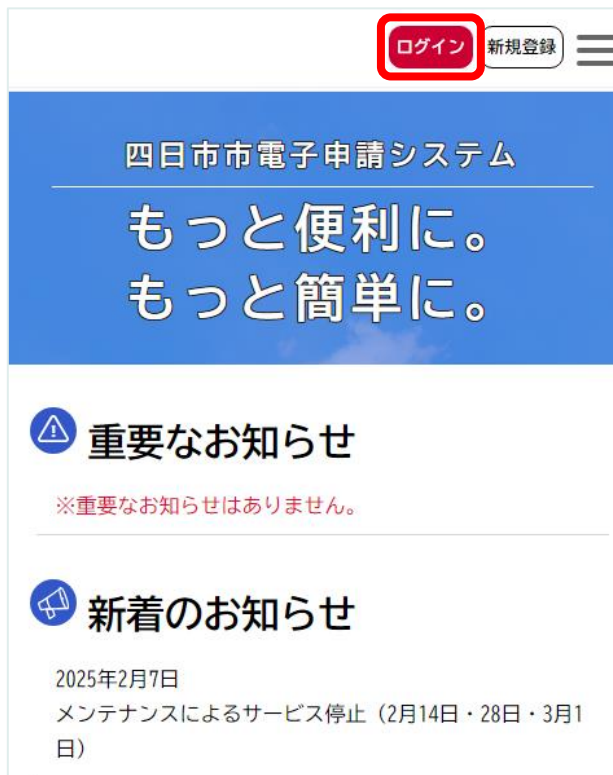 ログイン 新規登録
四日市市電子申請システム
もっと便利に。
もっと簡単に。
重要なお知らせ
※重要なお知らせはありません。
新着のお知らせ
2025年2月7日
メンテナンスによるサービス停止（2月14日・28日・3月1
日）